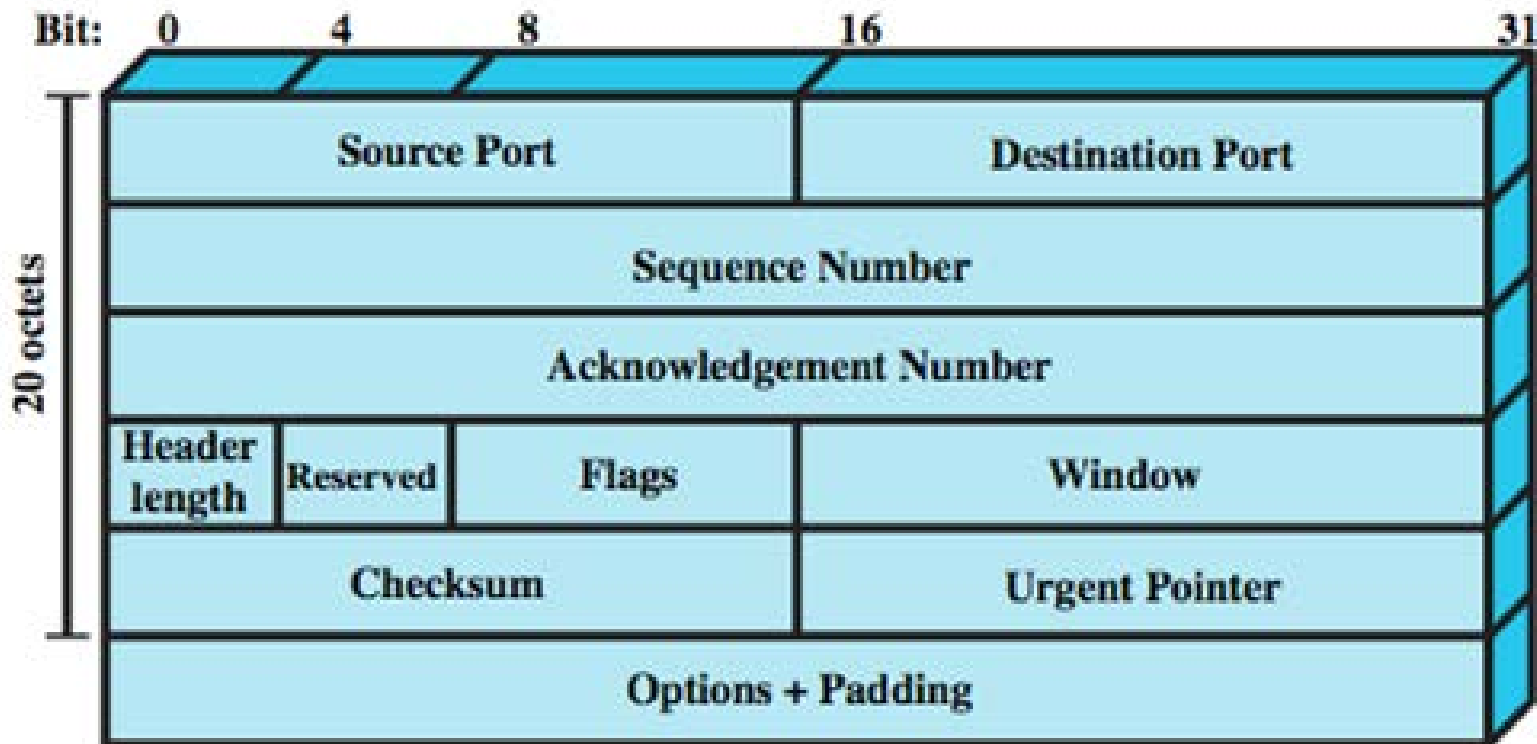 Bit: 0 4 8 16 31
Source Port Destination Port
Sequence Number
20 octets
Acknowledgement Number
Header
length
Reserved Flags Window
Checksum Urgent Pointer
Options + Padding